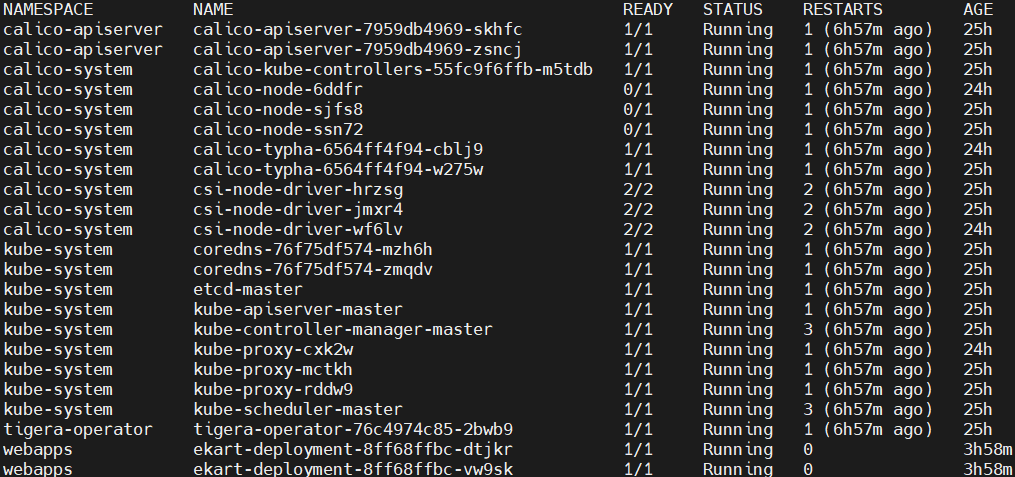 NAMESPACE NAME READY STATUS RESTARTS AGE
calico-apiserver calico-apiserver-7959db4969-skhfc 1/1 Running 1 (6h57m ago) 25h
calico-apiserver calico-apiserver-7959db4969-zsncj 1/1 Running 1 (6h57m ago) 25h
calico-system calico-kube-controllers-55fc9f6ffb-m5tdb 1/1 Running 1 (6h57m ago) 25h
calico-system calico-node-6ddfr 0/1 Running 1 (6h57m ago) 24h
calico-system calico-node-sjfs8 0/1 Running 1 (6h57m ago) 25h
calico-system calico-node-ssn72 0/1 Running 1 (6h57m ago) 25h
calico-system calico-typha-6564ff4f94-cblj9 1/1 Running 1 (6h57m ago) 24h
calico-system calico-typha-6564ff4f94-w275w 1/1 Running 1 (6h57m ago) 25h
calico-system csi-node-driver-hrzsg 2/2 Running 2 (6h57m ago) 25h
calico-system csi-node-driver-jmxr4 2/2 Running 2 (6h57m ago) 25h
calico-system csi-node-driver-wf6lv 2/2 Running 2 (6h57m ago) 24h
kube-system coredns-76f75df574-mzh6h 1/1 Running 1 (6h57m ago) 25h
kube-system coredns-76f75df574-zmqdv 1/1 Running 1 (6h57m ago) 25h
kube-system etcd-master 1/1 Running 1 (6h57m ago) 25h
kube-system kube-apiserver-master 1/1 Running 1 (6h57m ago) 25h
kube-system kube-controller-manager-master 1/1 Running 3 (6h57m ago) 25h
kube-system kube-proxy-cxk2w 1/1 Running 1 (6h57m ago) 24h
kube-system kube-proxy-mctkh 1/1 Running 1 (6h57m ago) 25h
kube-system kube-proxy-rddw9 1/1 Running 1 (6h57m ago) 25h
kube-system kube-scheduler-master 1/1 Running 3 (6h57m ago) 25h
tigera-operator tigera-operator-76c4974c85-2bwb9 1/1 Running 1 (6h57m ago) 25h
webapps ekart-deployment-8ff68ffbc-dtjkr 1/1 Running 0 3h58m
webapps ekart-deployment-8ff68ffbc-vw9sk 1/1 Running 0 3h58m